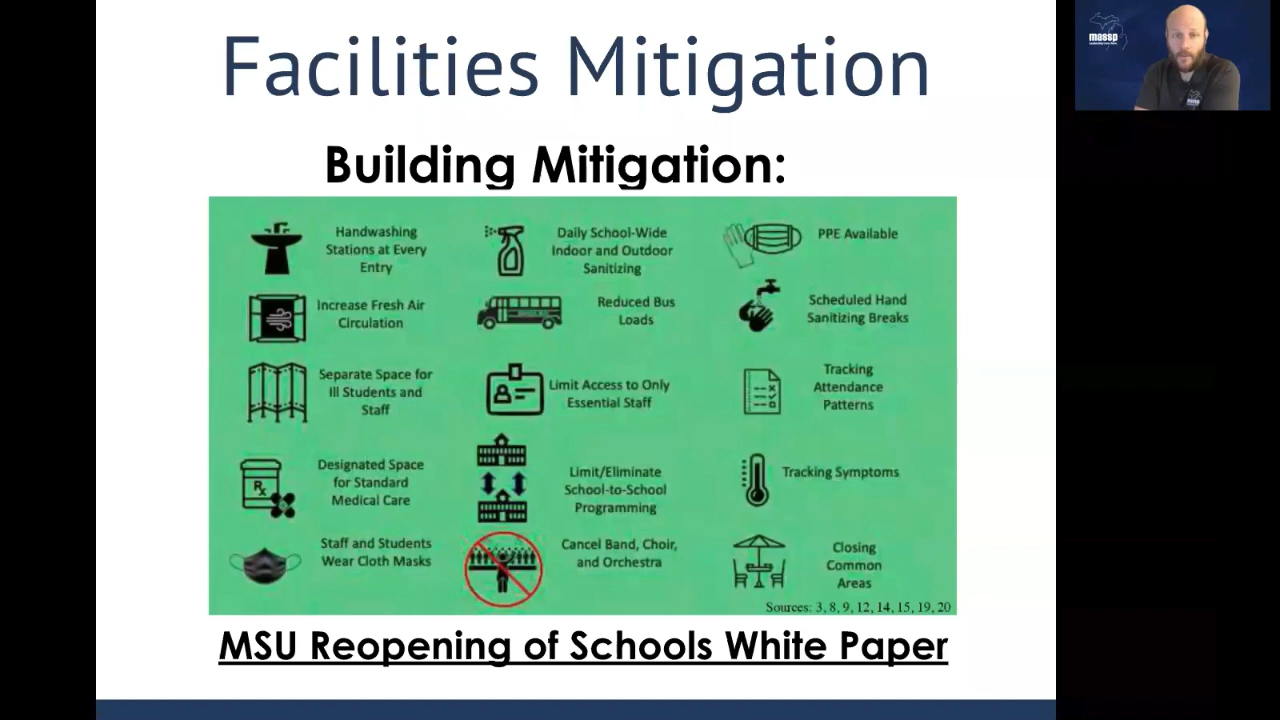 Facilities Mitigation
Building Mitigation:
Handwashing
Stations at Every
Entry
Daily School-Wide
Indoor and Outdoor
Sanitizing
PPE Available
Increase Fresh Air
Circulation
Reduced Bus
Loads
Scheduled Hand
Sanitizing Breaks
Separate Space for
Ill Students and
Staff
Limit Access to Only
Essential Staff
Tracking
Attendance
Patterns
Designated Space
for Standard
Medical Care
Limit/Eliminate
School-to-School
Programming
Tracking Symptoms
Staff and Students
Wear Cloth Masks
Cancel Band, Choir,
and Orchestra
Closing
Common
Areas
Rx
Sources: 3, 8, 9, 12, 14, 15, 19, 20
MSU Reopening of Schools White Paper
massp
massp